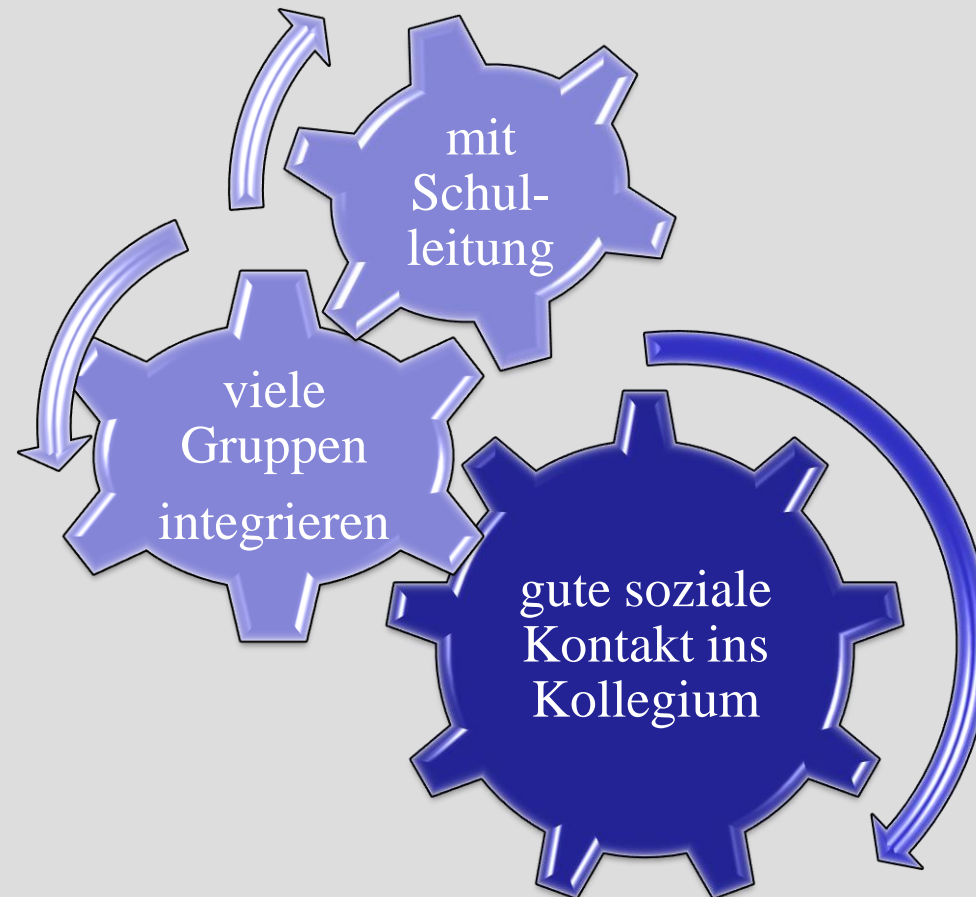 mit
Schul-
leitung
viele
Gruppen
integrieren
gute soziale
Kontakt ins
Kollegium